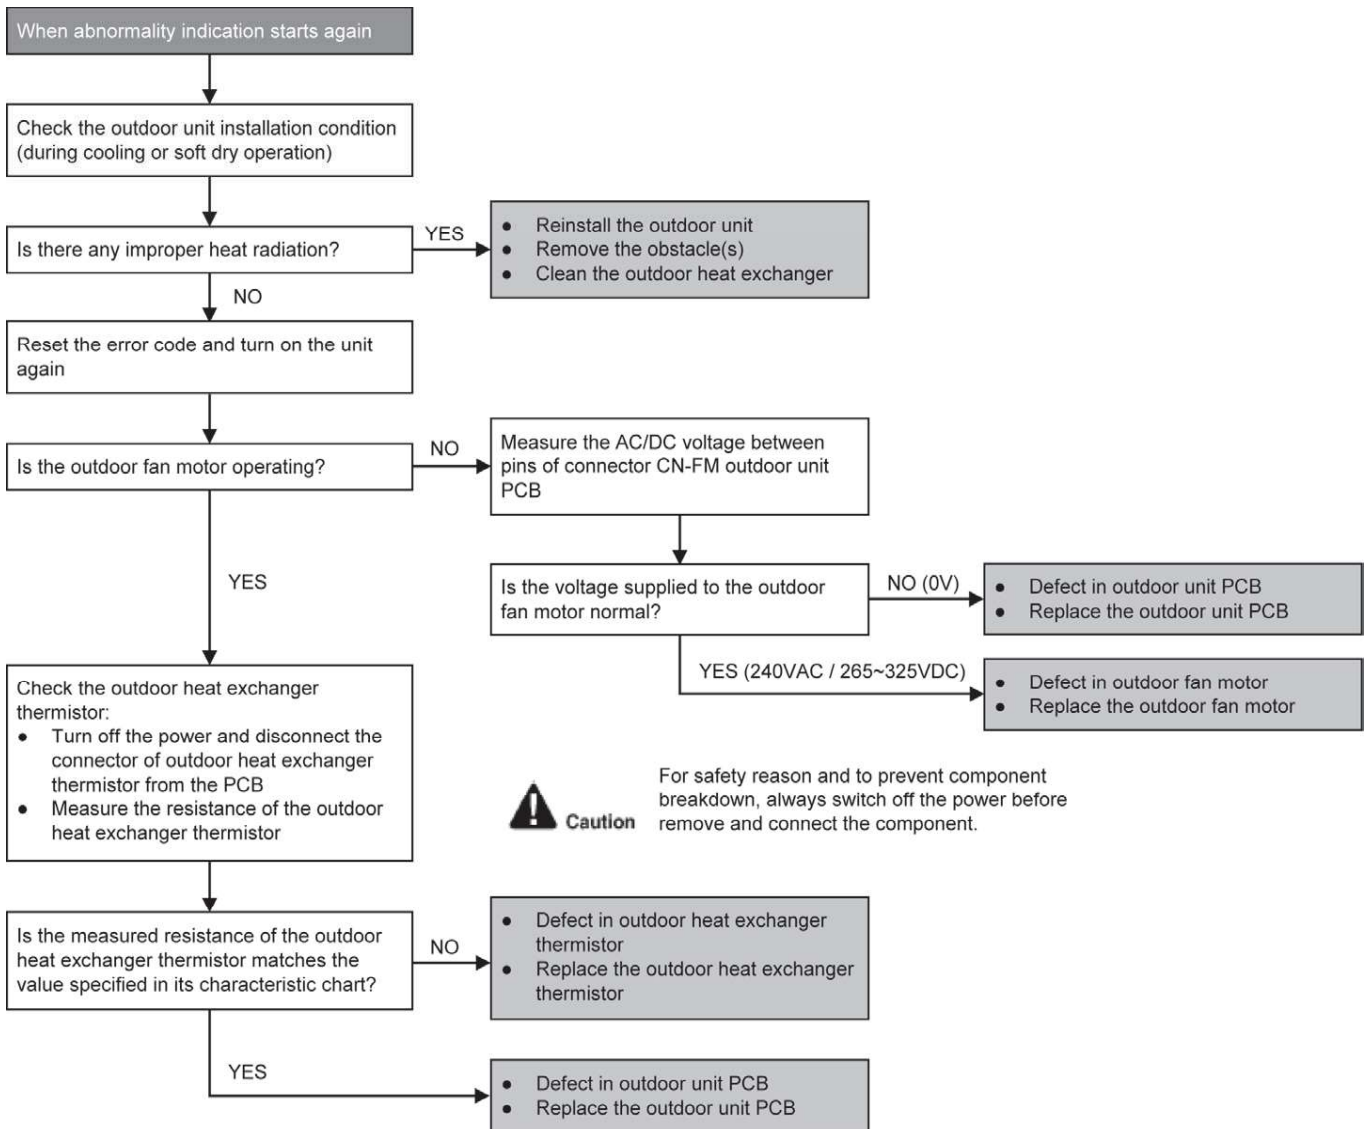 When abnormality indication starts again
Check the outdoor unit installation condition
(during cooling or soft dry operation)
Is there any improper heat radiation?
YES
● Reinstall the outdoor unit
● Remove the obstacle(s)
● Clean the outdoor heat exchanger
NO
Reset the error code and turn on the unit
again
Is the outdoor fan motor operating?
NO
Measure the AC/DC voltage between
pins of connector CN-FM outdoor unit
PCB
YES
Is the voltage supplied to the outdoor
fan motor normal?
NO (0V)
● Defect in outdoor unit PCB
● Replace the outdoor unit PCB
YES (240VAC / 265~325VDC)
● Defect in outdoor fan motor
● Replace the outdoor fan motor
Check the outdoor heat exchanger
thermistor:
● Turn off the power and disconnect the
connector of outdoor heat exchanger
thermistor from the PCB
● Measure the resistance of the outdoor
heat exchanger thermistor
Caution
For safety reason and to prevent component
breakdown, always switch off the power before
remove and connect the component.
Is the measured resistance of the outdoor
heat exchanger thermistor matches the
value specified in its characteristic chart?
NO
● Defect in outdoor heat exchanger
thermistor
● Replace the outdoor heat exchanger
thermistor
YES
● Defect in outdoor unit PCB
● Replace the outdoor unit PCB